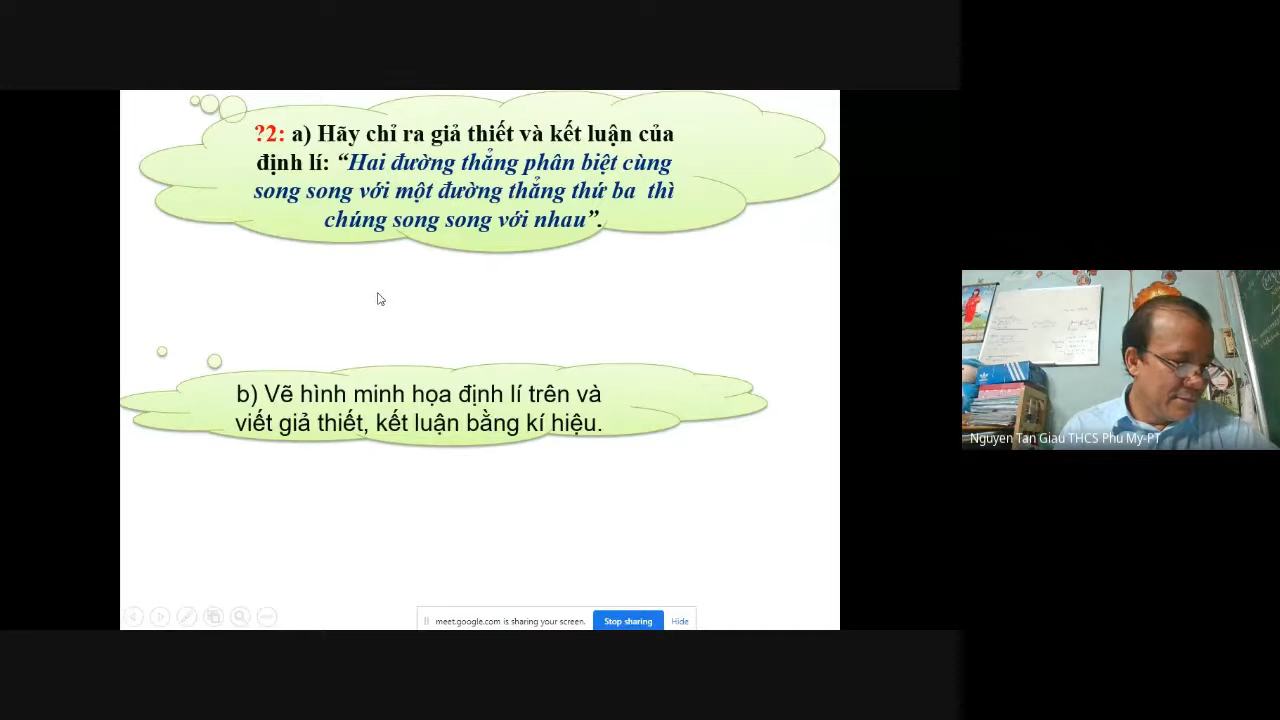 ?2: a) Hãy chỉ ra giả thiết và kết luận của
định lí: “Hai đường thẳng phân biệt cùng
song song với một đường thẳng thứ ba  thì
chúng song song với nhau”.
b) Vẽ hình minh họa định lí trên và
viết giả thiết, kết luận bằng kí hiệu.
Nguyen Tan Giau THCS Phu My-PT
meet.google.com is sharing your screen.
Stop sharing
Hide